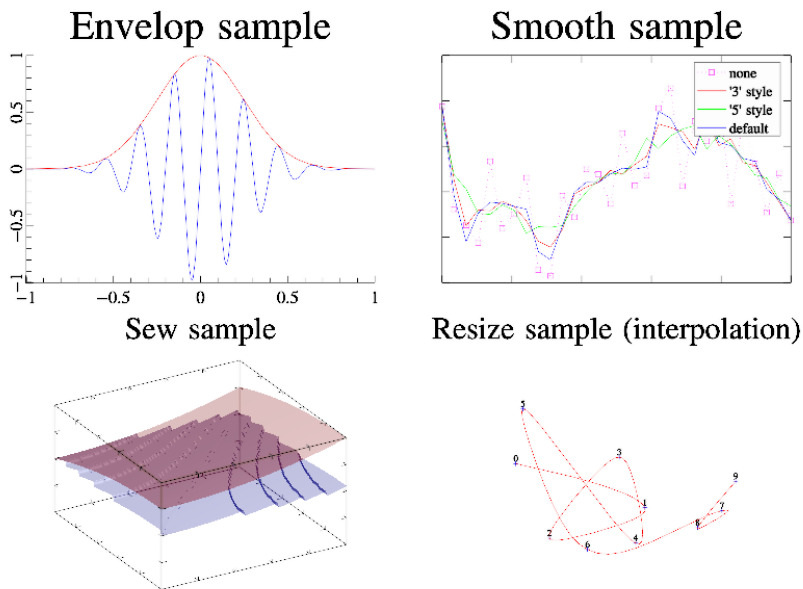 Envelop sample
Smooth sample
1
0.5
0
−0.5
−1
−1
−0.5
0
0.5
1
none
'3' style
'5' style
default
Sew sample
Resize sample (interpolation)
5
0
3
1
2
6
4
9
7
8